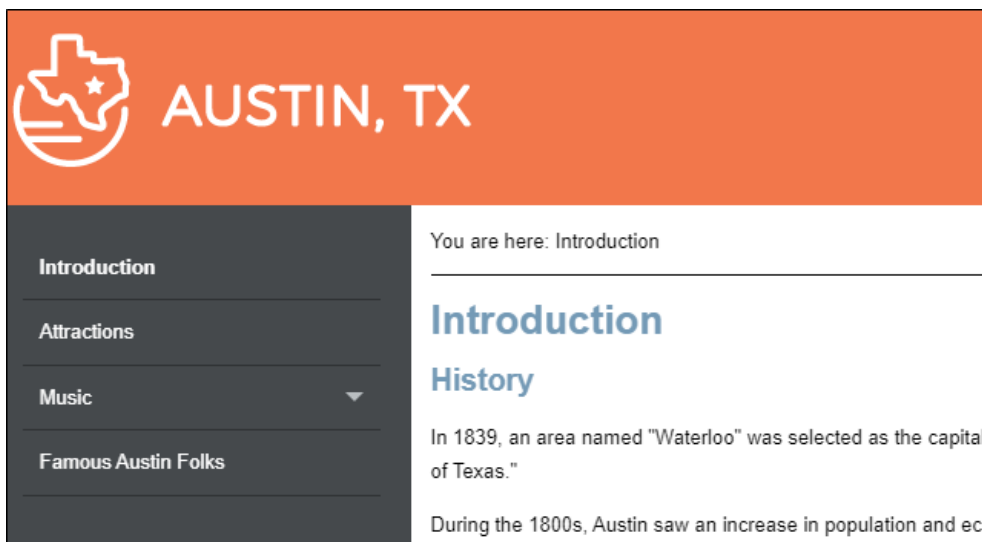 AUSTIN, TX
Introduction
Attractions
Music
Famous Austin Folks
You are here: Introduction
Introduction
History
In 1839, an area named "Waterloo" was selected as the capital
of Texas."
During the 1800s, Austin saw an increase in population and ec